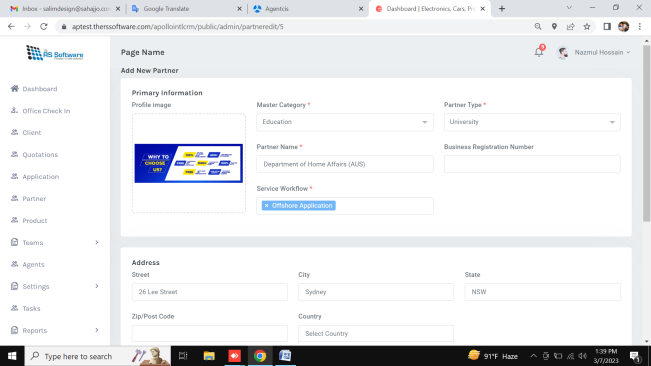 Inbox - salimdesign@sahajjo.com
Google Translate
Agentcis
Dashboard | Electronics, Cars, Pr
aptest.therssoftware.com/apollointlcrm/public/admin/partneredit/5
RS Software
Page Name
9
Nazmul Hossain
Add New Partner
Dashboard
Office Check In
Client
Quotations
Application
Partner
Product
Teams
Agents
Settings
Tasks
Reports
Primary Information
Profile Image
WHY TO
CHOOSE
US?
Master Category *
Education
Partner Type *
University
Partner Name *
Department of Home Affairs (AUS)
Business Registration Number
Service Workflow *
× Offshore Application
Address
Street
26 Lee Street
City
Sydney
State
NSW
Zip/Post Code
Country
Select Country
Type here to search
91°F Haze
1:39 PM
3/7/2023
1